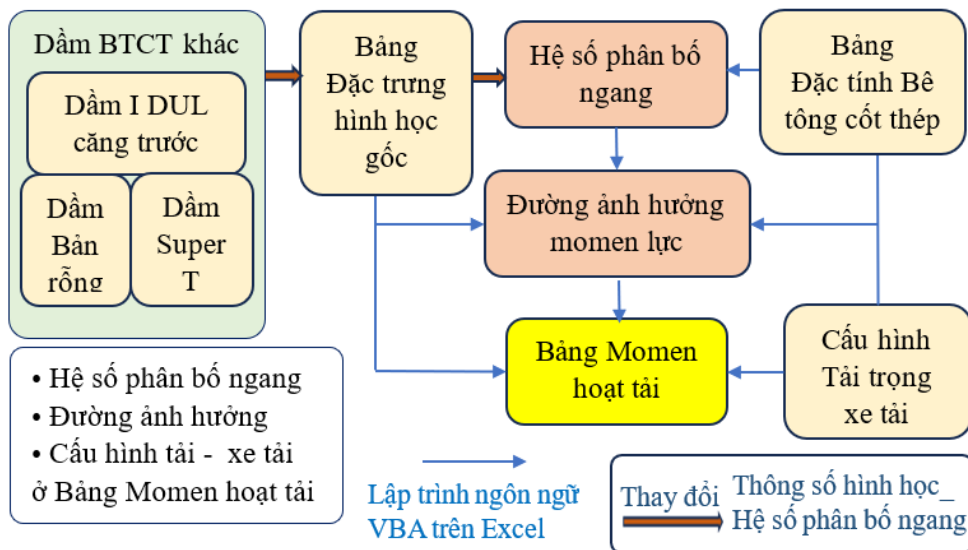 Dầm BTCT khác
Dầm I DUL
căng trước
Dầm
Bản
rỗng
Dầm
Super
T
Bảng
Đặc trưng
hình học
gốc
Hệ số phân bố
ngang
Bảng
Đặc tính Bê
tông cốt thép
Đường ảnh hưởng
momen lực
Bảng Momen
hoạt tải
Cấu hình
Tải trọng
xe tải
• Hệ số phân bố ngang
• Đường ảnh hưởng
• Cấu hình tải - xe tải
ở Bảng Momen hoạt tải
Lập trình ngôn ngữ
VBA trên Excel
Thay đổi
Thông số hình học_
Hệ số phân bố ngang